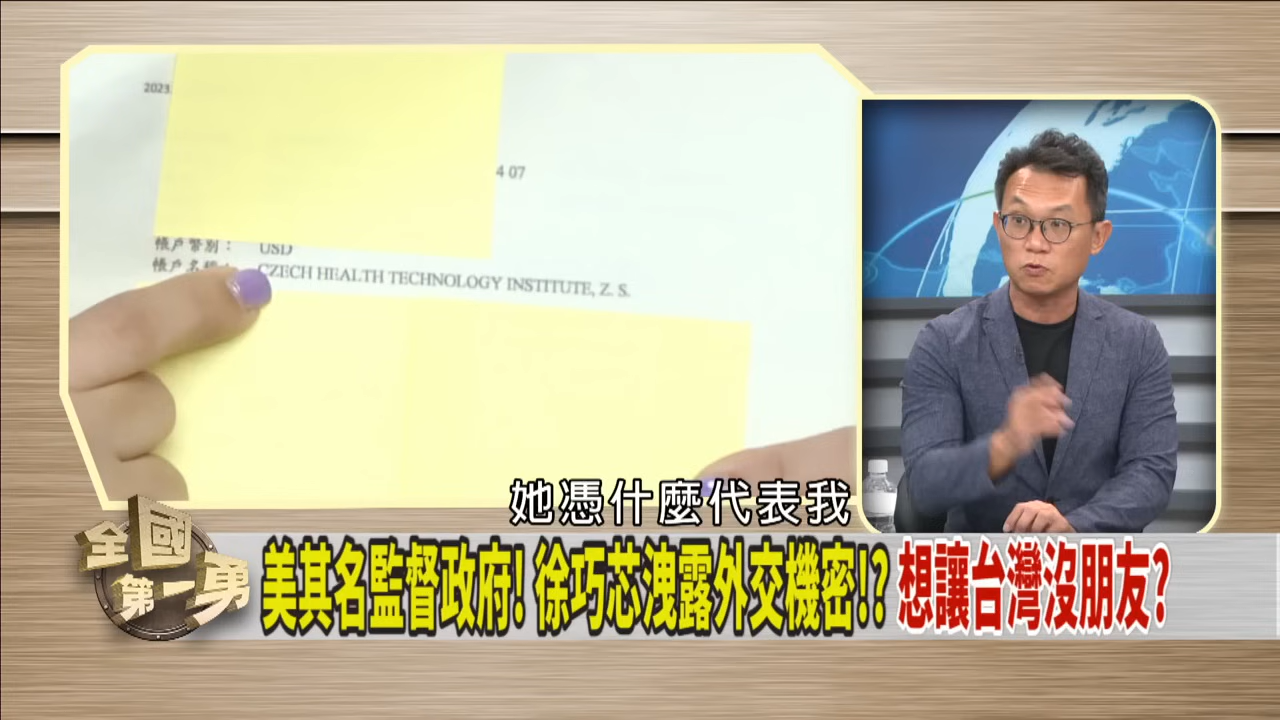 2023
4 07
帳戶幣別： USD
帳戶名稱： CZECH HEALTH TECHNOLOGY INSTITUTE, Z. S.
她憑什麼代表我
全國第一勇
美其名監督政府! 徐巧芯洩露外交機密!? 想讓台灣沒朋友?